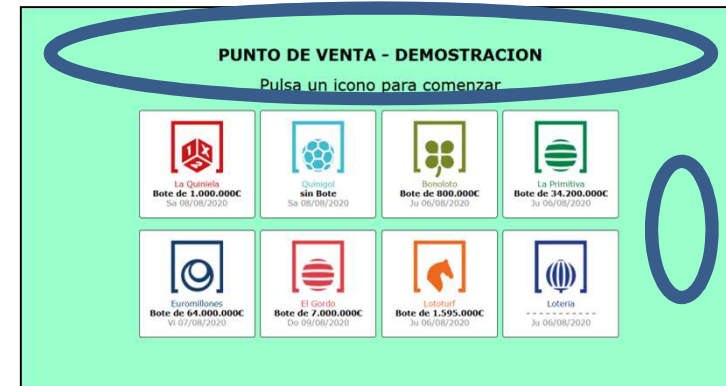 PUNTO DE VENTA - DEMOSTRACION
Pulsa un icono para comenzar
La Quiniela
Bote de 1.000.000€
Sa 08/08/2020
Quinigol
sin Bote
Sa 08/08/2020
Bonoloto
Bote de 800.000€
Ju 06/08/2020
La Primitiva
Bote de 34.200.000€
Ju 06/08/2020
Euromillones
Bote de 64.000.000€
Vi 07/08/2020
El Gordo
Bote de 7.000.000€
Do 09/08/2020
Lototurf
Bote de 1.595.000€
Ju 06/08/2020
Lotería
- - - - - - - - - - - -
Ju 06/08/2020